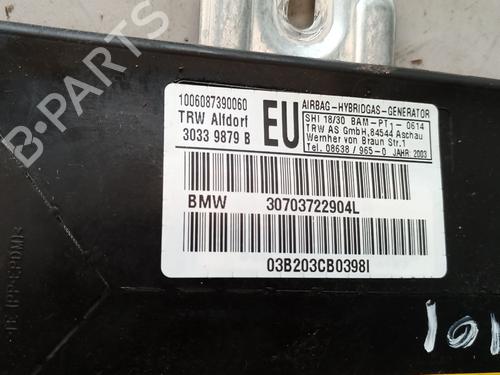 B-PARTS
1006087390060
TRW Alfdorf
3033 9879 B
EU
AIRBAG-HYBRIDGAS-GENERATOR
SHI 18/30 BAM-PT1-0614
TRW AS GmbH,84544 Aschau
Wernher von Braun Str.1
Tel. 08638/965-0 JAHR 2003
BMW 30703722904L
03B203CB0398I